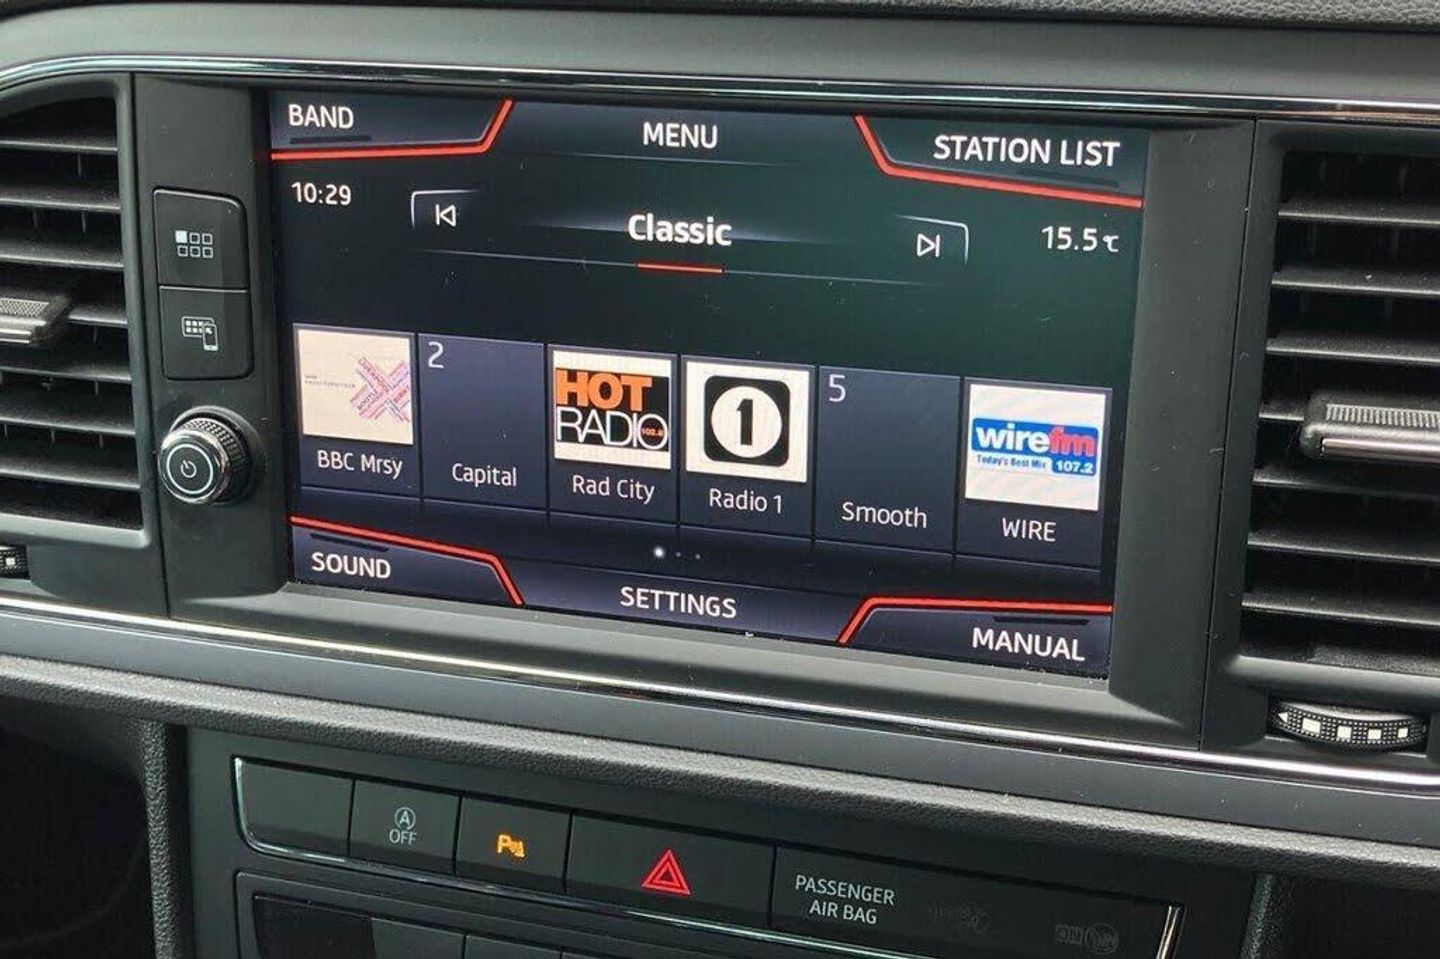 BAND
MENU
STATION LIST
10:29
Classic
15.5℃
2
5
HOT
RADIO
1
wirefm
Today's Best Mix 107.2
BBC Mrsy
Capital
Rad City
Radio 1
Smooth
WIRE
SOUND
SETTINGS
MANUAL
A
OFF
P
PASSENGER
AIR BAG